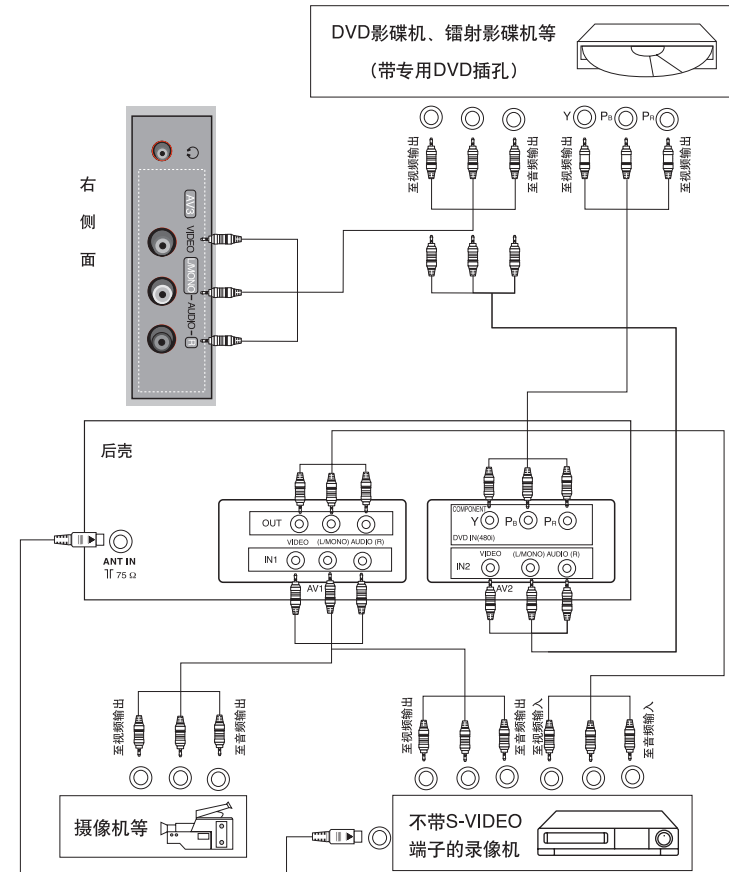 DVD影碟机、镭射影碟机等
（带专用DVD插孔）
Y PB PR
至视频输出
至音频输出
至视频输出
至视频输出
右
侧
面
AV3
VIDEO
L/MONO-AUDIO-R
后壳
ANT IN
75 Ω
OUT
VIDEO (L/MONO) AUDIO (R)
IN1
AV1
COMPONENT
Y PB PR
DVD IN(480i)
VIDEO (L/MONO) AUDIO (R)
IN2
AV2
至视频输出
至音频输出
至视频输出
至音频输出
至视频输入
至音频输入
摄像机等
不带S-VIDEO
端子的录像机